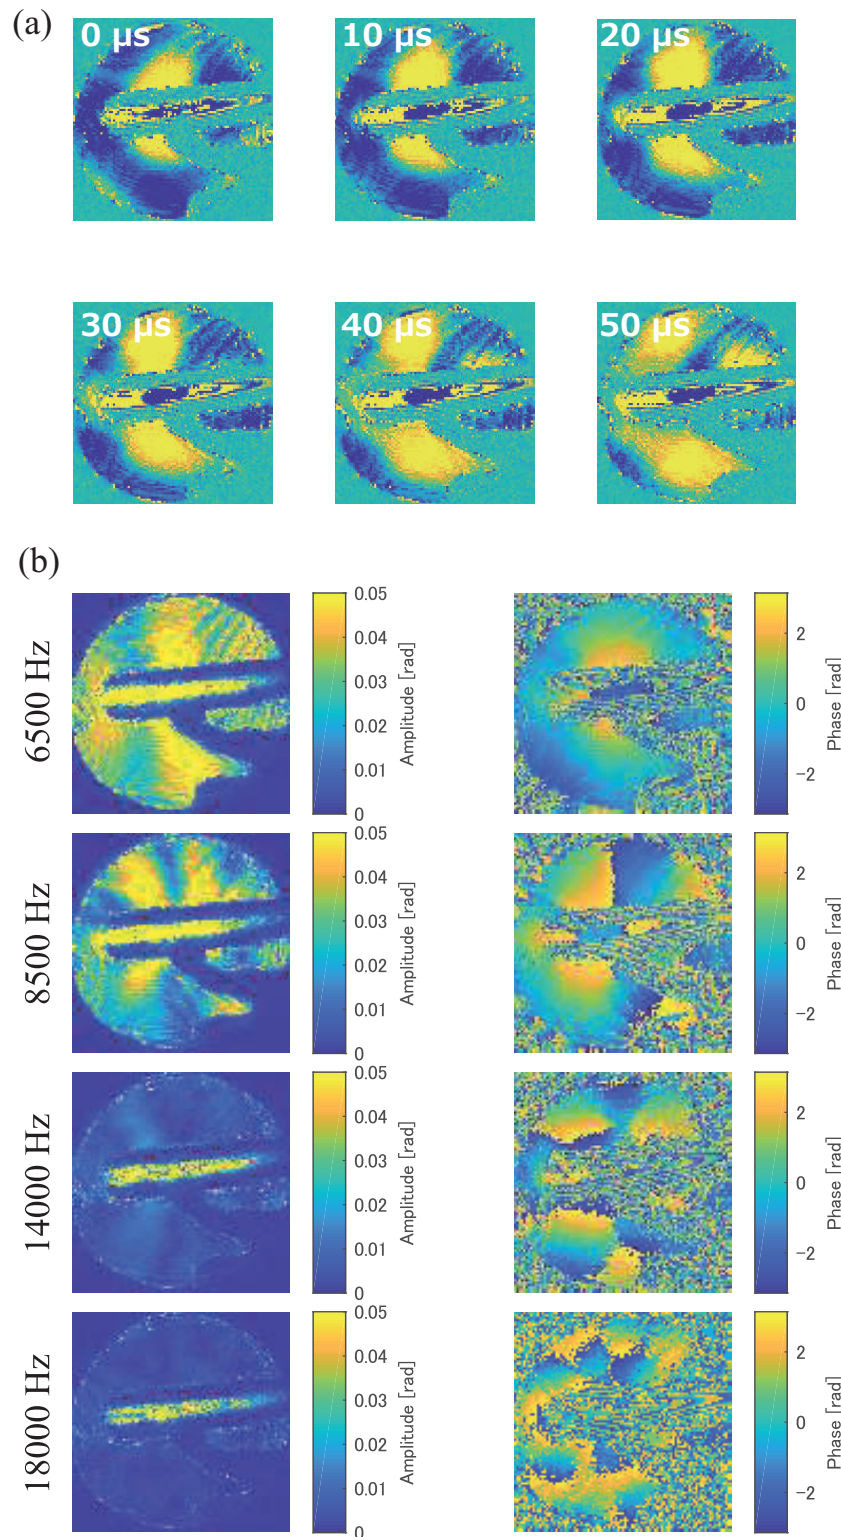 (a)
0 μs
10 μs
20 μs
30 μs
40 μs
50 μs
(b)
6500 Hz
0.05
0.04
0.03
0.02
0.01
0
Amplitude [rad]
2
0
−2
Phase [rad]
8500 Hz
0.05
0.04
0.03
0.02
0.01
0
Amplitude [rad]
2
0
−2
Phase [rad]
14000 Hz
0.05
0.04
0.03
0.02
0.01
0
Amplitude [rad]
2
0
−2
Phase [rad]
18000 Hz
0.05
0.04
0.03
0.02
0.01
0
Amplitude [rad]
2
0
−2
Phase [rad]